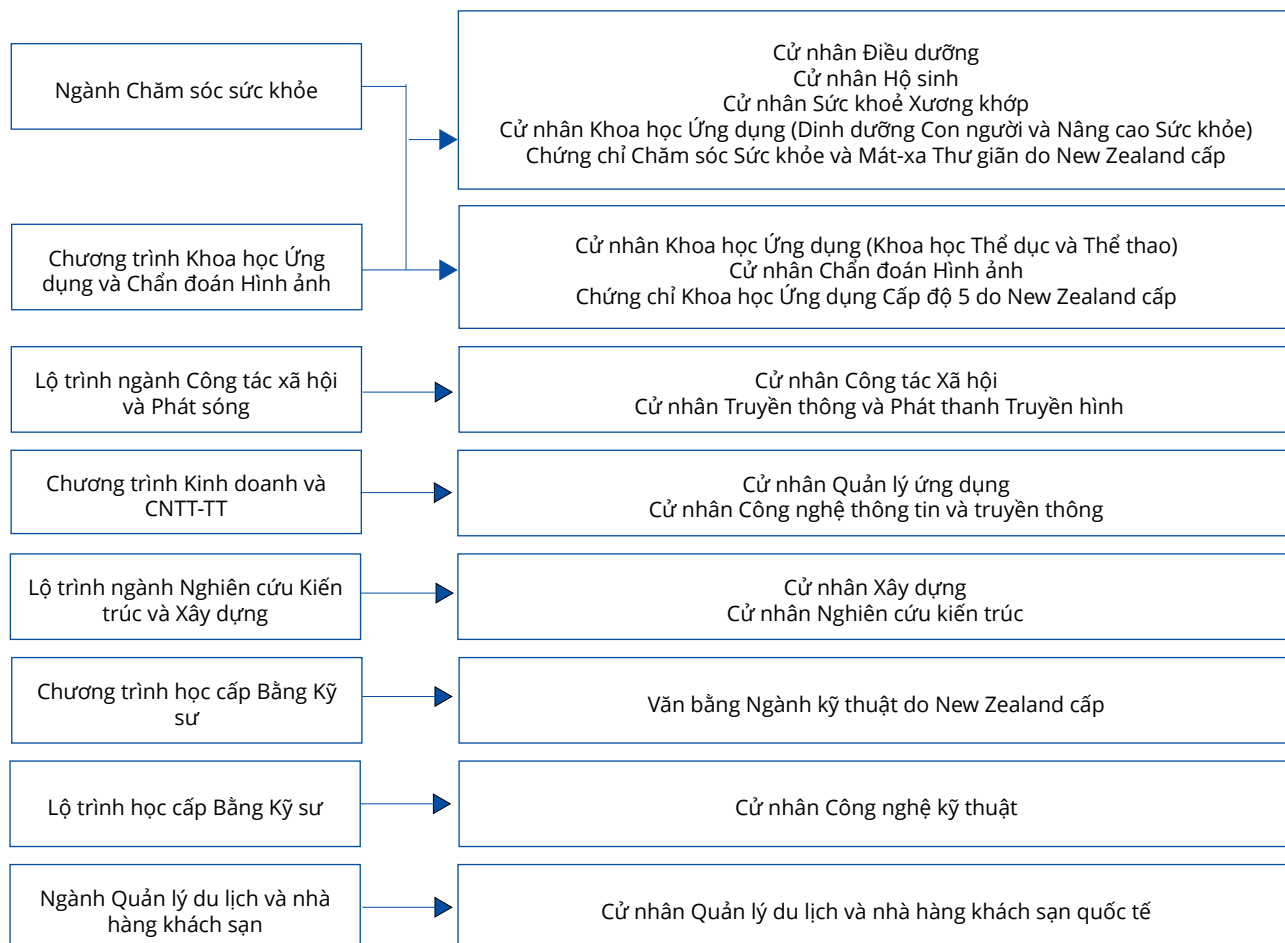 Ngành Chăm sóc sức khỏe
Cử nhân Điều dưỡng
Cử nhân Hộ sinh
Cử nhân Sức khoẻ Xương khớp
Cử nhân Khoa học Ứng dụng (Dinh dưỡng Con người và Nâng cao Sức khỏe)
Chứng chỉ Chăm sóc Sức khỏe và Mát-xa Thư giãn do New Zealand cấp
Chương trình Khoa học Ứng
dụng và Chẩn đoán Hình ảnh
Cử nhân Khoa học Ứng dụng (Khoa học Thể dục và Thể thao)
Cử nhân Chẩn đoán Hình ảnh
Chứng chỉ Khoa học Ứng dụng Cấp độ 5 do New Zealand cấp
Lộ trình ngành Công tác xã hội
và Phát sóng
Cử nhân Công tác Xã hội
Cử nhân Truyền thông và Phát thanh Truyền hình
Chương trình Kinh doanh và
CNTT-TT
Cử nhân Quản lý ứng dụng
Cử nhân Công nghệ thông tin và truyền thông
Lộ trình ngành Nghiên cứu Kiến
trúc và Xây dựng
Cử nhân Xây dựng
Cử nhân Nghiên cứu kiến trúc
Chương trình học cấp Bằng Kỹ
sư
Văn bằng Ngành kỹ thuật do New Zealand cấp
Lộ trình học cấp Bằng Kỹ sư
Cử nhân Công nghệ kỹ thuật
Ngành Quản lý du lịch và nhà
hàng khách sạn
Cử nhân Quản lý du lịch và nhà hàng khách sạn quốc tế